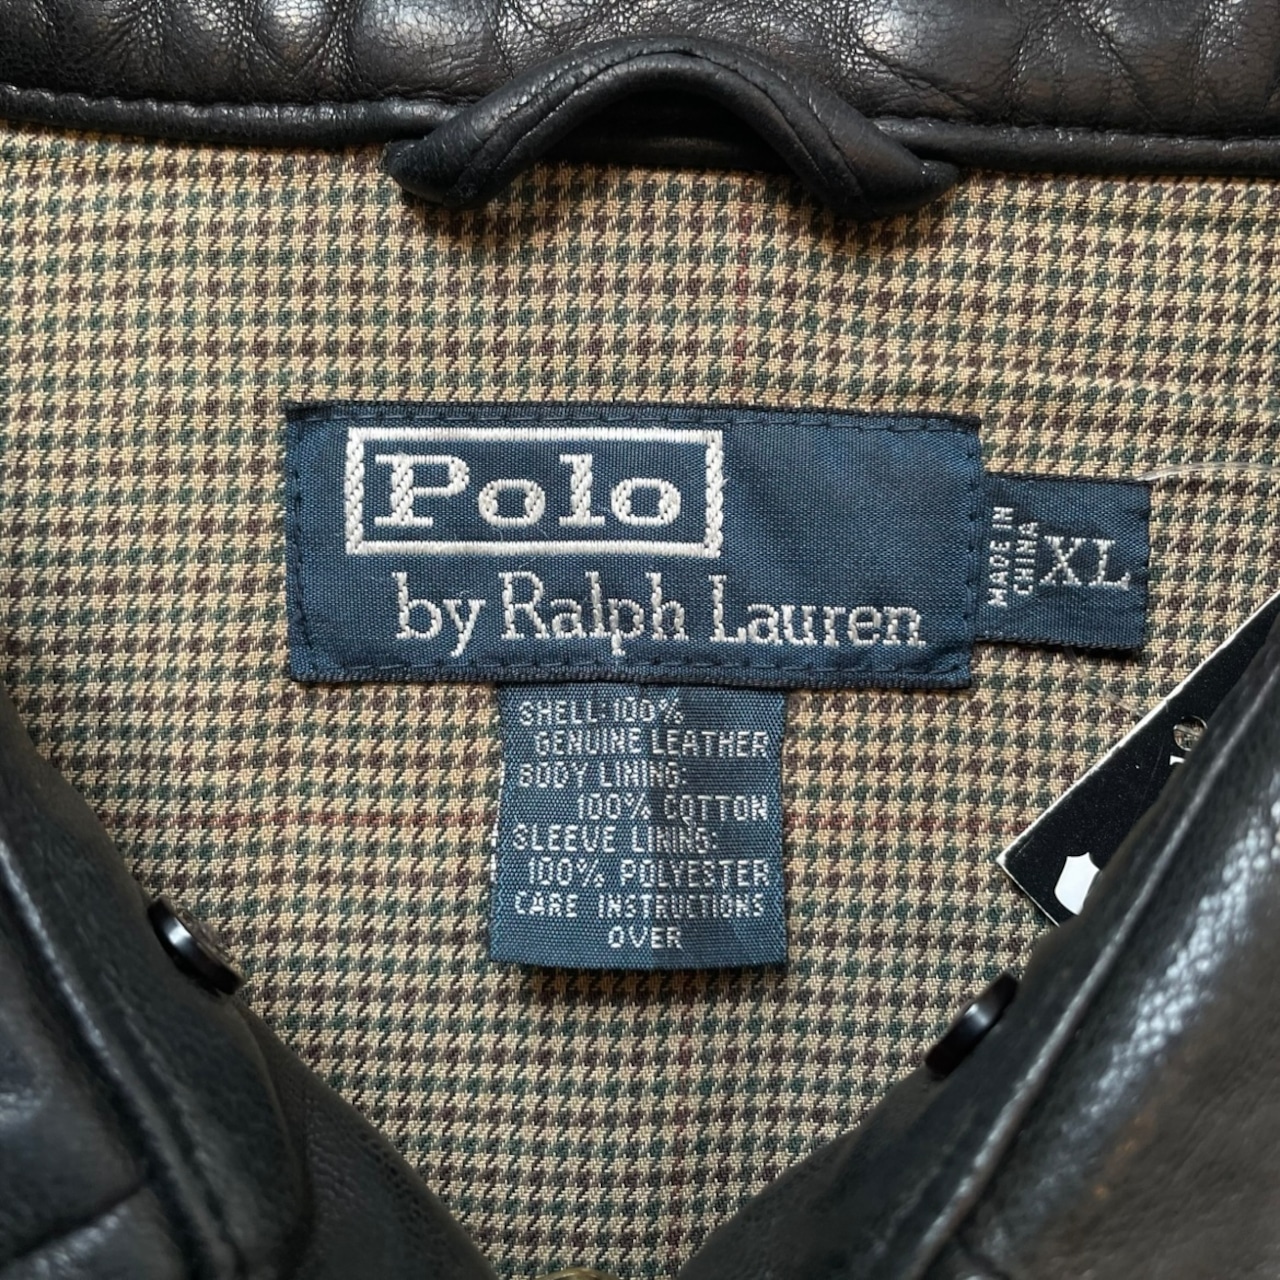 Polo
by Ralph Lauren
MADE IN
CHINA
XL
SHELL:100%
GENUINE LEATHER
BODY LINING:
100% COTTON
SLEEVE LINING:
100% POLYESTER
CARE INSTRUCTIONS
OVER